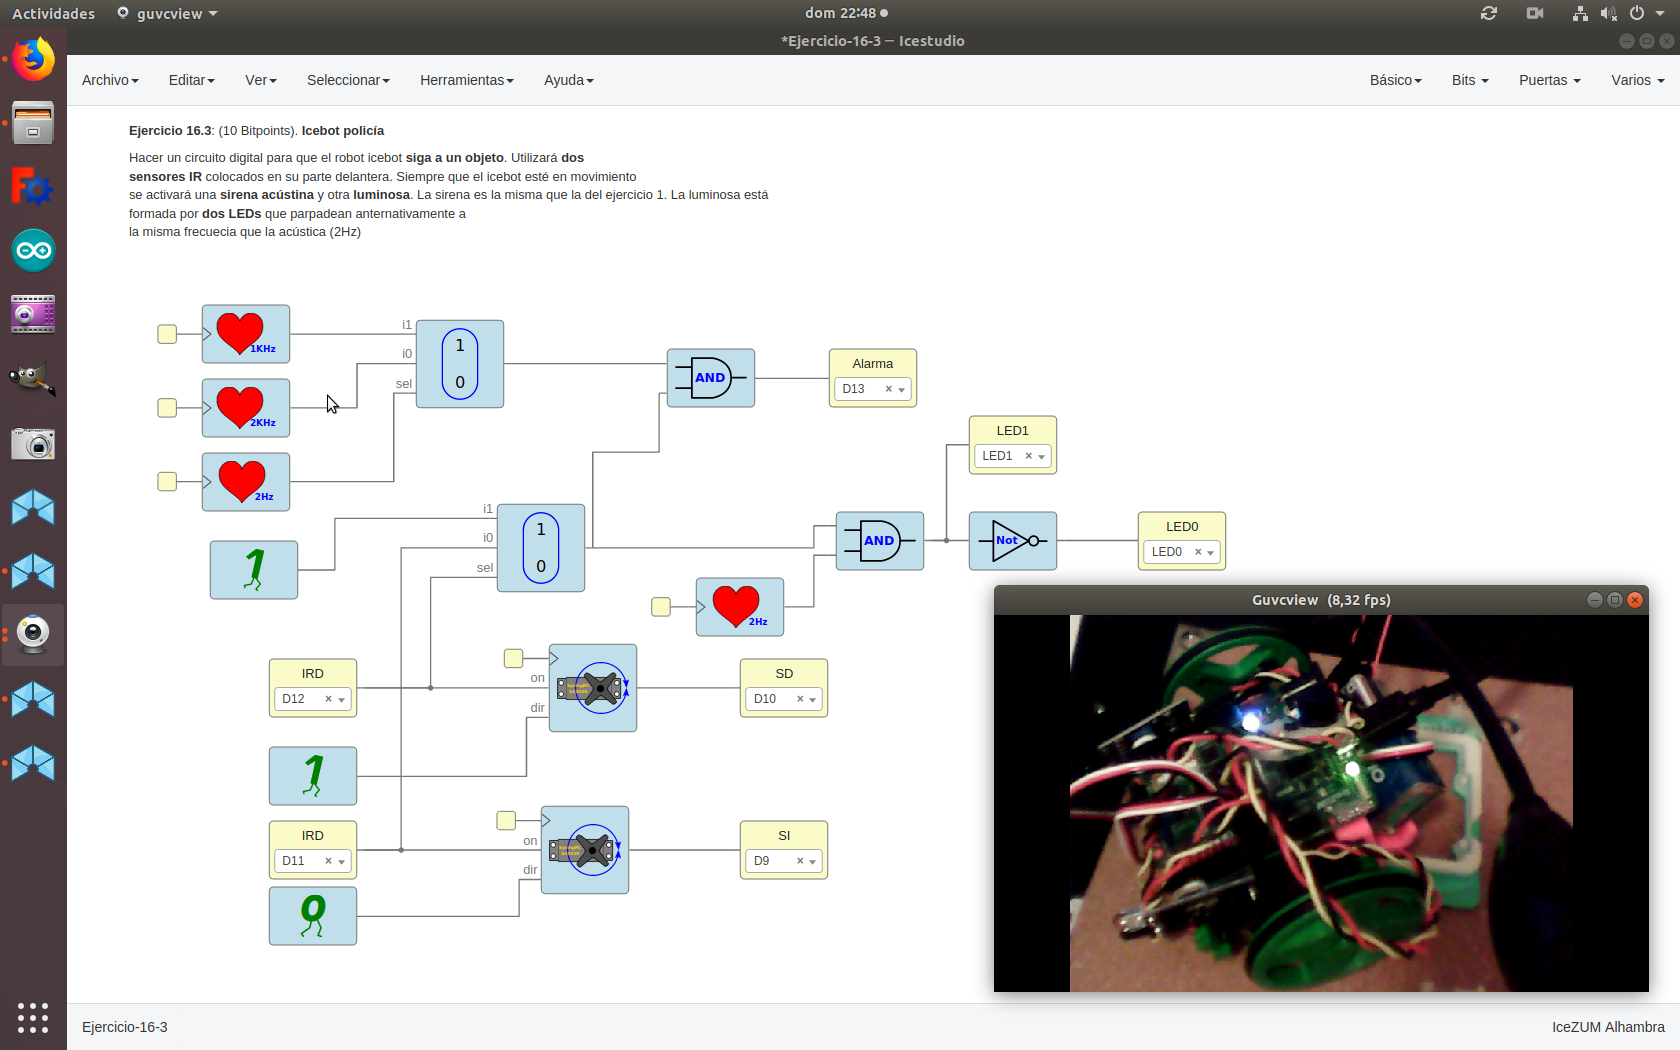 Actividades
guvcview
dom 22:48
*Ejercicio-16-3 — Icestudio
Archivo Editar Ver Seleccionar Herramientas Ayuda Básico Bits Puertas Varios
Ejercicio 16.3: (10 Bitpoints). Icebot policía
Hacer un circuito digital para que el robot icebot siga a un objeto. Utilizará dos
sensores IR colocados en su parte delantera. Siempre que el icebot esté en movimiento
se activará una sirena acústina y otra luminosa. La sirena es la misma que la del ejercicio 1. La luminosa está
formada por dos LEDs que parpadean anternativamente a
la misma frecuecia que la acústica (2Hz)
1KHz
i1
i0
sel
1
0
2KHz
2Hz
AND
Alarma
D13 ×
LED1
LED1 ×
1
i1
i0
sel
1
0
AND
Not
LED0
LED0 ×
2Hz
IRD
D12 ×
on
dir
SD
D10 ×
1
IRD
D11 ×
on
dir
SI
D9 ×
0
Guvcview (8,32 fps)
Ejercicio-16-3
IceZUM Alhambra